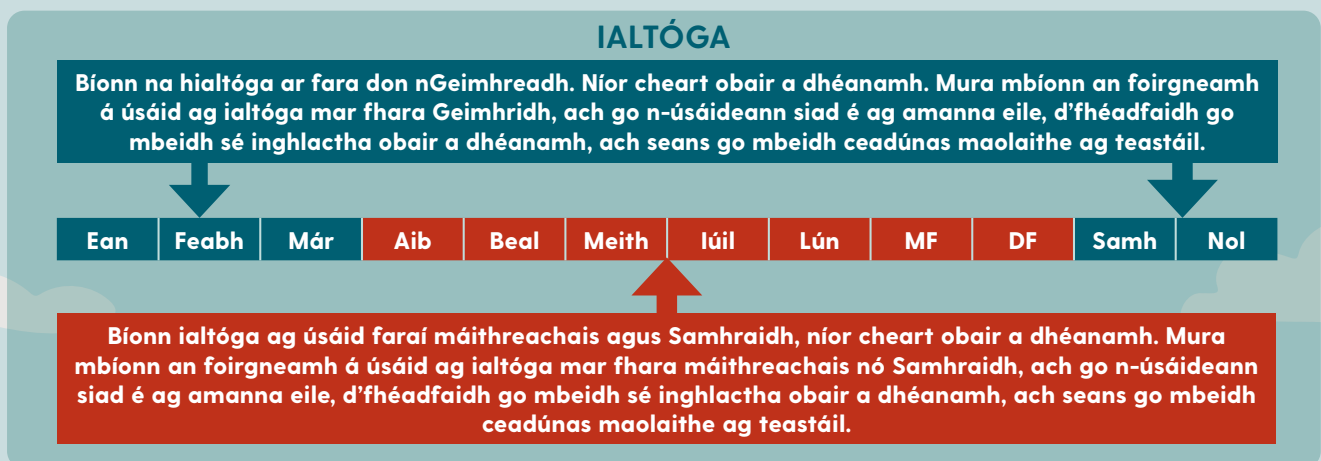 IALTÓGA
Bíonn na hialtóga ar fara don nGeimhreadh. Níor cheart obair a dhéanamh. Mura mbíonn an foirgneamh
á úsáid ag ialtóga mar fhara Geimhridh, ach go n-úsáideann siad é ag amanna eile, d'fhéadfaidh go
mbeidh sé inghlactha obair a dhéanamh, ach seans go mbeidh ceadúnas maolaithe ag teastáil.
Ean Feabh Már Aib Beal Meith Iúil Lún MF DF Samh Nol
Bíonn ialtóga ag úsáid faraí máithreachais agus Samhraidh, níor cheart obair a dhéanamh. Mura
mbíonn an foirgneamh á úsáid ag ialtóga mar fhara máithreachais nó Samhraidh, ach go n-úsáideann
siad é ag amanna eile, d'fhéadfaidh go mbeidh sé inghlactha obair a dhéanamh, ach seans go mbeidh
ceadúnas maolaithe ag teastáil.